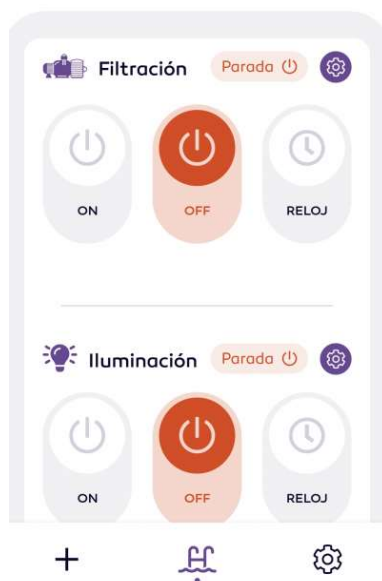 Filtración Parada
ON OFF RELOJ
Iluminación Parada
ON OFF RELOJ